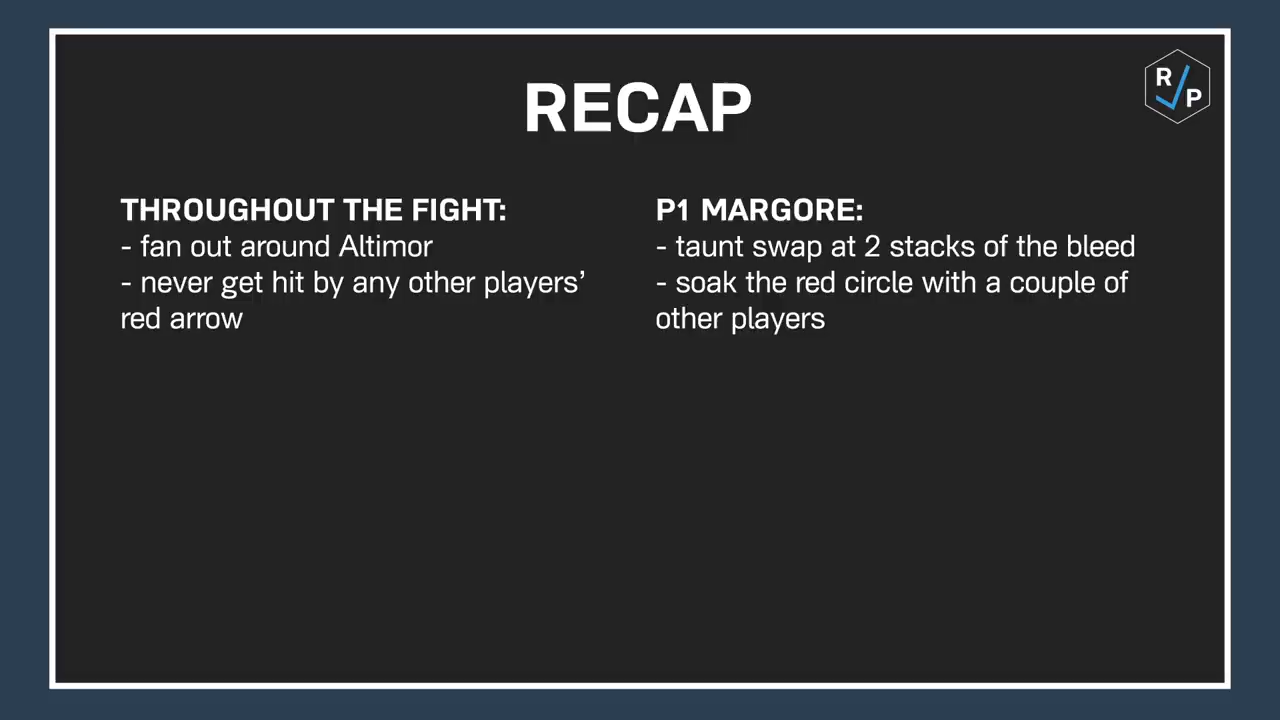 RECAP
R P
THROUGHOUT THE FIGHT:
- fan out around Altimor
- never get hit by any other players’
red arrow
P1 MARGORE:
- taunt swap at 2 stacks of the bleed
- soak the red circle with a couple of
other players